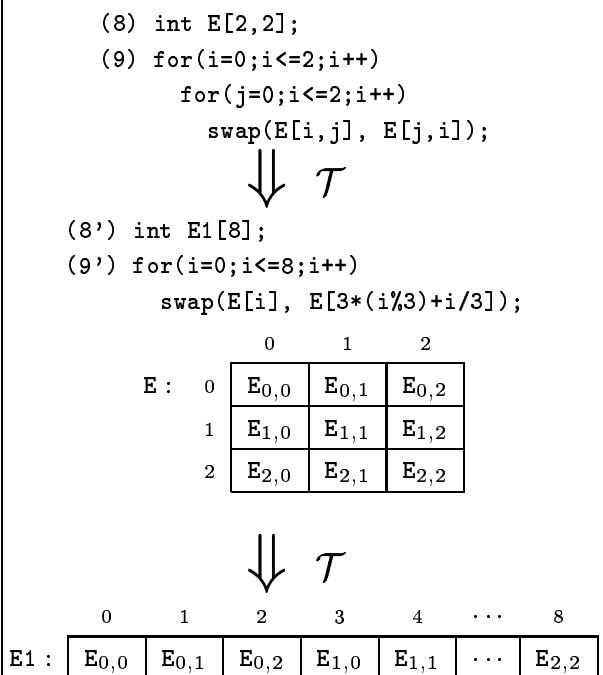 (8) int E[2,2];
(9) for(i=0;i<=2;i++)
for(j=0;i<=2;i++)
swap(E[i,j], E[j,i]);
⇓ 𝒯
(8') int E1[8];
(9') for(i=0;i<=8;i++)
swap(E[i], E[3*(i%3)+i/3]);
0 1 2
E : 0 E0,0 E0,1 E0,2
1 E1,0 E1,1 E1,2
2 E2,0 E2,1 E2,2
⇓ 𝒯
0 1 2 3 4 ⋯ 8
E1 : E0,0 E0,1 E0,2 E1,0 E1,1 ⋯ E2,2